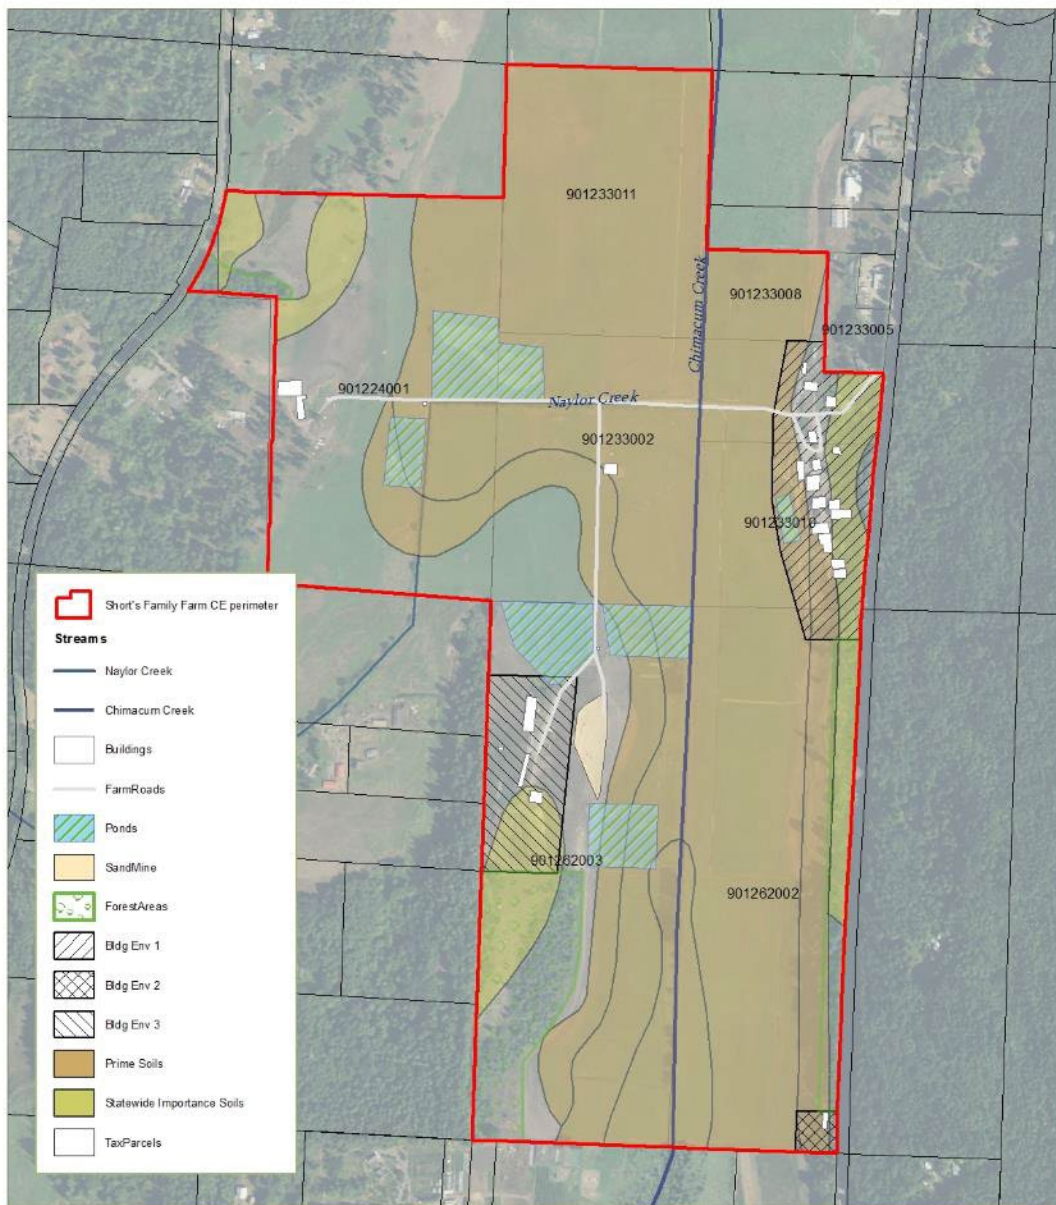 901233011
901233008
Chimacum Creek
901233005
901224001
Naylor Creek
901233002
901233010
901262003
901262002
Short's Family Farm CE perimeter
Streams
Naylor Creek
Chimacum Creek
Buildings
FarmRoads
Ponds
SandMine
ForestAreas
Bldg Env 1
Bldg Env 2
Bldg Env 3
Prime Soils
Statewide Importance Soils
TaxParcels